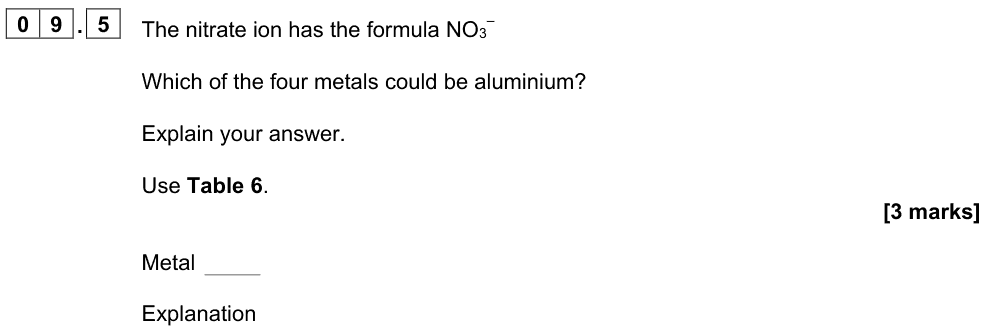 0 9 . 5 The nitrate ion has the formula NO₃⁻
Which of the four metals could be aluminium?
Explain your answer.
Use Table 6.
[3 marks]
Metal _____
Explanation